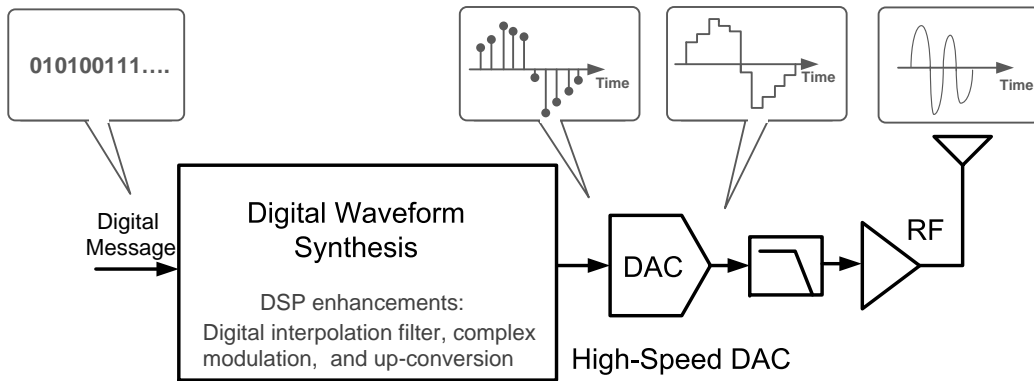 010100111....
Time
Time
Time
Digital
Message
Digital Waveform
Synthesis
DSP enhancements:
Digital interpolation filter, complex
modulation, and up-conversion
DAC
RF
High-Speed DAC